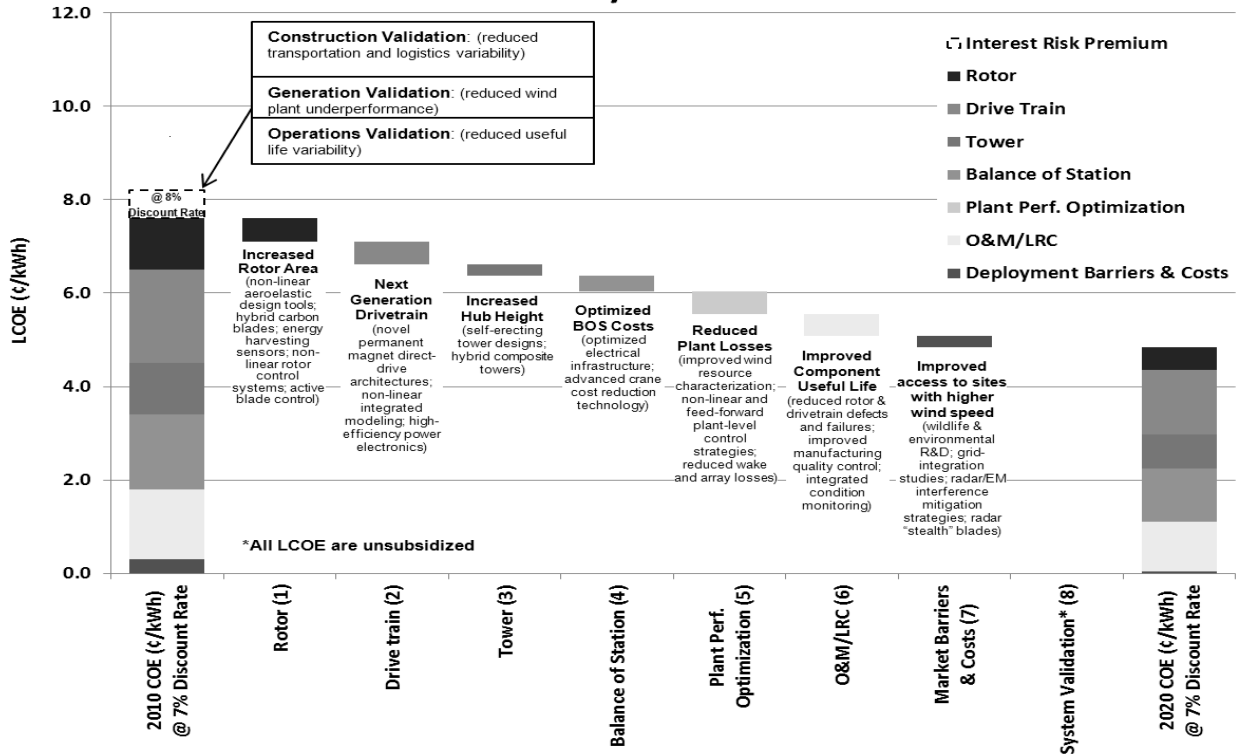 12.0
10.0
8.0
6.0
4.0
2.0
0.0
LCOE (¢/kWh)
Construction Validation: (reduced
transportation and logistics variability)
Generation Validation: (reduced wind
plant underperformance)
Operations Validation: (reduced useful
life variability)
Interest Risk Premium
Rotor
Drive Train
Tower
Balance of Station
Plant Perf. Optimization
O&M/LRC
Deployment Barriers & Costs
@ 8%
Discount Rate
Increased
Rotor Area
(non-linear
aeroelastic
design tools;
hybrid carbon
blades; energy
harvesting
sensors; non-
linear rotor
control
systems; active
blade control)
Next
Generation
Drivetrain
(novel
permanent
magnet direct-
drive
architectures;
non-linear
integrated
modeling; high-
efficiency power
electronics)
Increased
Hub Height
(self-erecting
tower designs;
hybrid composite
towers)
Optimized
BOS Costs
(optimized
electrical
infrastructure;
advanced crane
cost reduction
technology)
Reduced
Plant Losses
(improved wind
resource
characterization;
non-linear and
feed-forward
plant-level
control
strategies;
reduced wake
and array losses)
Improved
Component
Useful Life
(reduced rotor &
drivetrain defects
and failures;
improved
manufacturing
quality control;
integrated
condition
monitoring)
Improved
access to sites
with higher
wind speed
(wildlife &
environmental
R&D; grid-
integration
studies; radar/EM
interference
mitigation
strategies; radar
"stealth" blades)
*All LCOE are unsubsidized
2010 COE (¢/kWh)
@ 7% Discount Rate
Rotor (1)
Drive train (2)
Tower (3)
Balance of Station (4)
Plant Perf.
Optimization (5)
O&M/LRC (6)
Market Barriers
& Costs (7)
System Validation* (8)
2020 COE (¢/kWh)
@ 7% Discount Rate